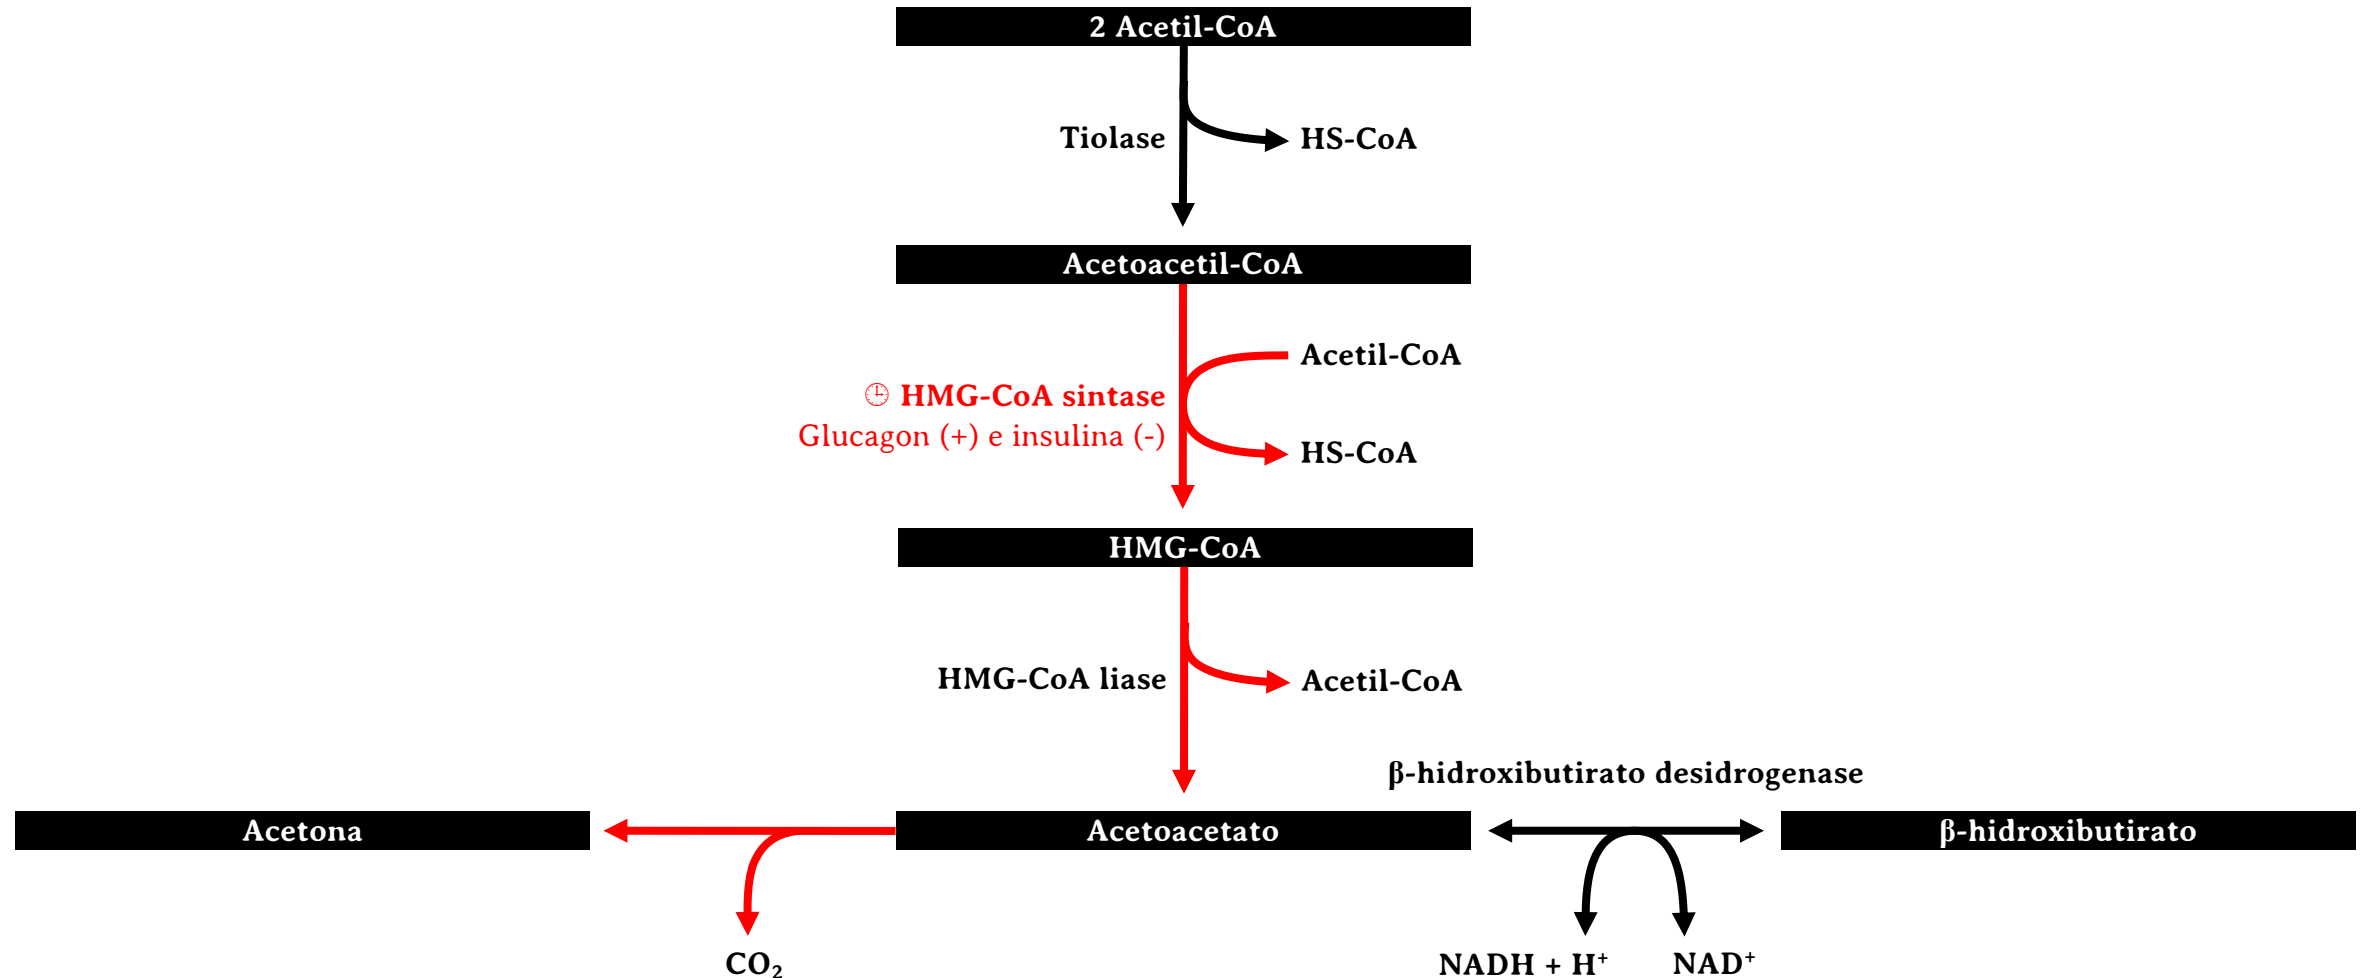 2 Acetil-CoA
Tiolase
HS-CoA
Acetoacetil-CoA
Acetil-CoA
🕒 HMG-CoA sintase
Glucagon (+) e insulina (-)
HS-CoA
HMG-CoA
HMG-CoA liase
Acetil-CoA
β-hidroxibutirato desidrogenase
Acetona
Acetoacetato
β-hidroxibutirato
CO₂
NADH + H⁺
NAD⁺